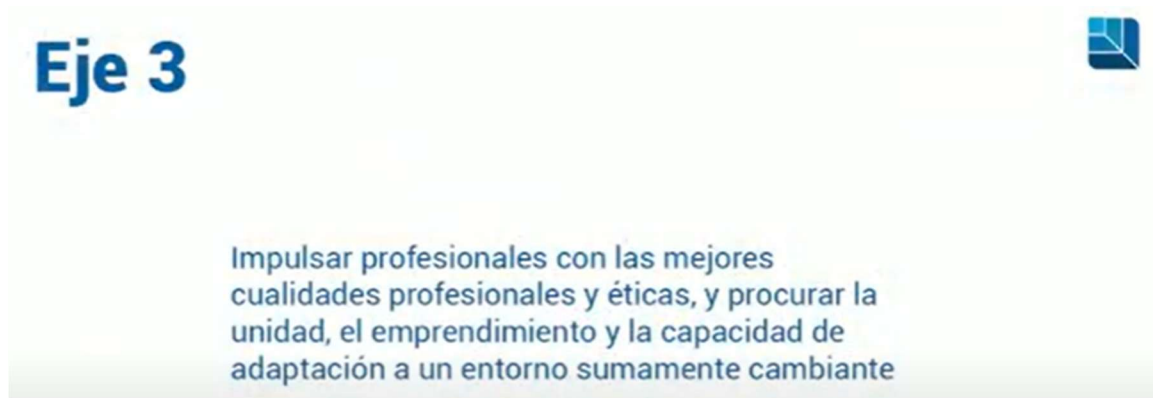 Eje 3
Impulsar profesionales con las mejores
cualidades profesionales y éticas, y procurar la
unidad, el emprendimiento y la capacidad de
adaptación a un entorno sumamente cambiante